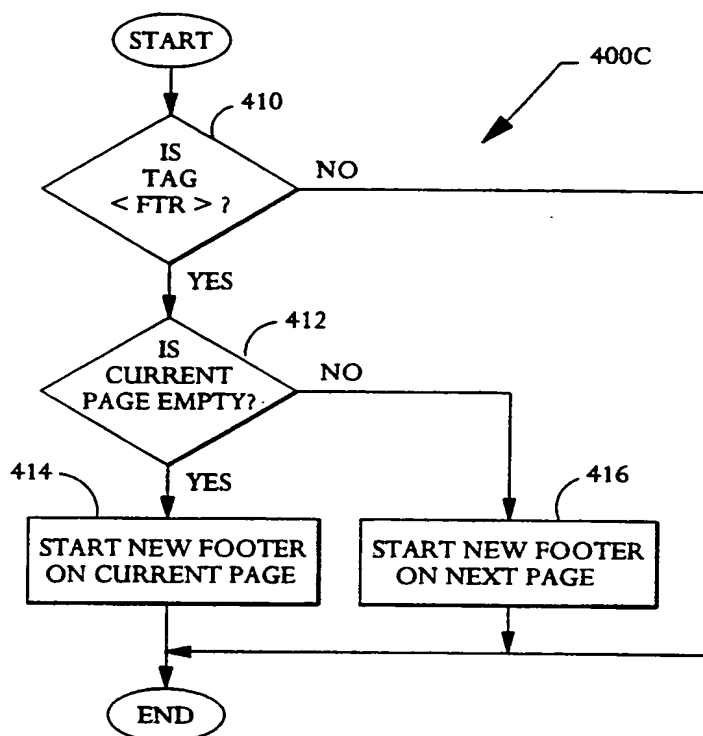 START
400C
410
IS
TAG
< FTR > ?
NO
YES
412
IS
CURRENT
PAGE EMPTY?
NO
YES
414
416
START NEW FOOTER
ON CURRENT PAGE
START NEW FOOTER
ON NEXT PAGE
END